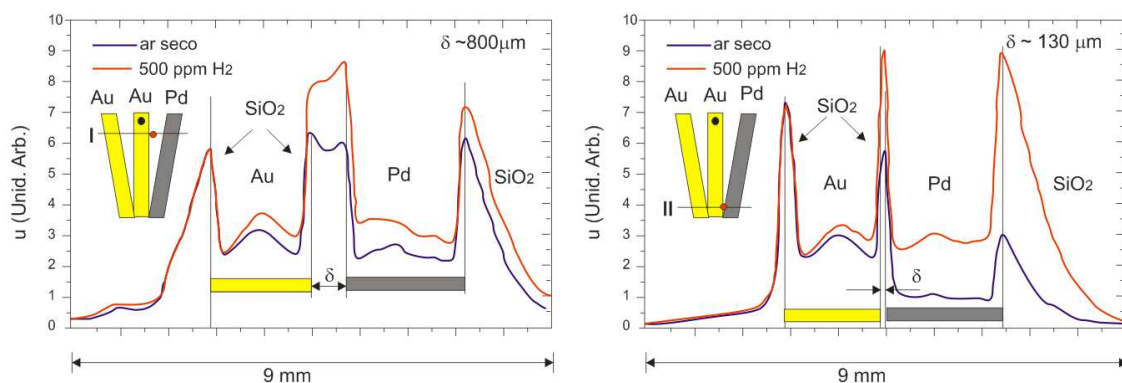 10
9
8
7
6
5
4
3
2
1
0
u (Unid. Arb.)
ar seco
500 ppm H2
δ ~800μm
Au
Au
Pd
I
SiO2
Au
Pd
SiO2
δ
9 mm
10
9
8
7
6
5
4
3
2
1
0
u (Unid. Arb.)
ar seco
500 ppm H2
δ ~ 130 μm
Au
Au
Pd
II
SiO2
Au
Pd
SiO2
δ
9 mm